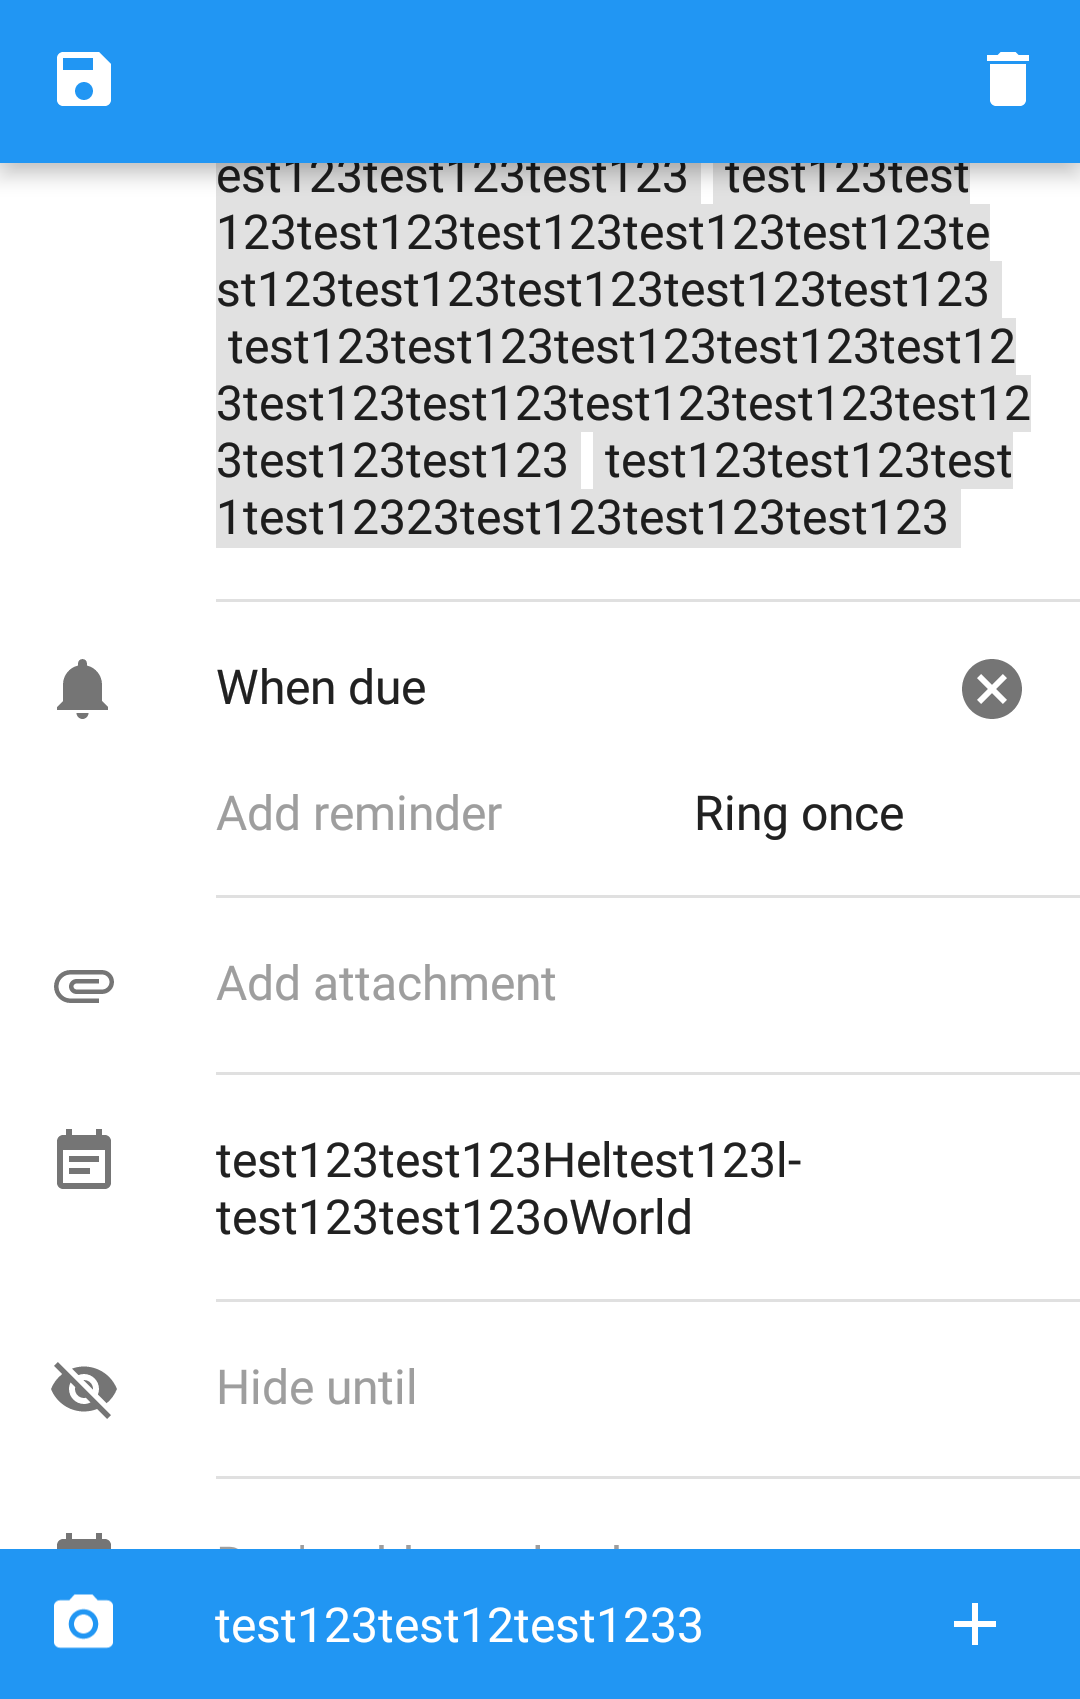 est123test123test123 test123test
123test123test123test123test123te
st123test123test123test123test123
test123test123test123test123test12
3test123test123test123test123test12
3test123test123 test123test123test
1test12323test123test123test123
When due
Add reminder Ring once
Add attachment
test123test123Heltest123l-
test123test123oWorld
Hide until
test123test12test1233